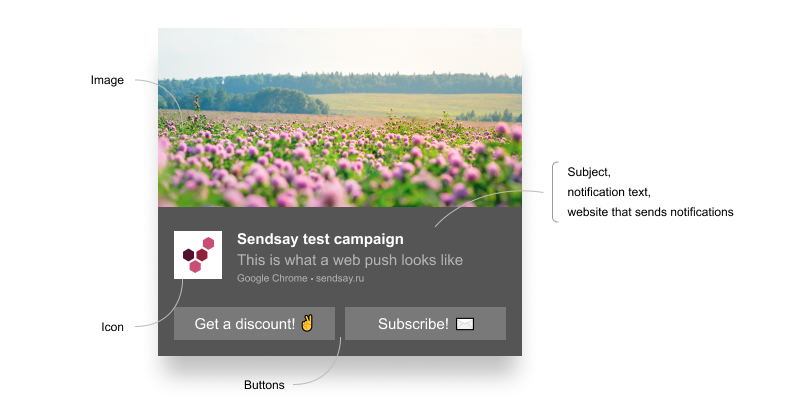 Image
Subject,
notification text,
website that sends notifications
Sendsay test campaign
This is what a web push looks like
Google Chrome • sendsay.ru
Icon
Get a discount! ✌️
Subscribe! ✉️
Buttons